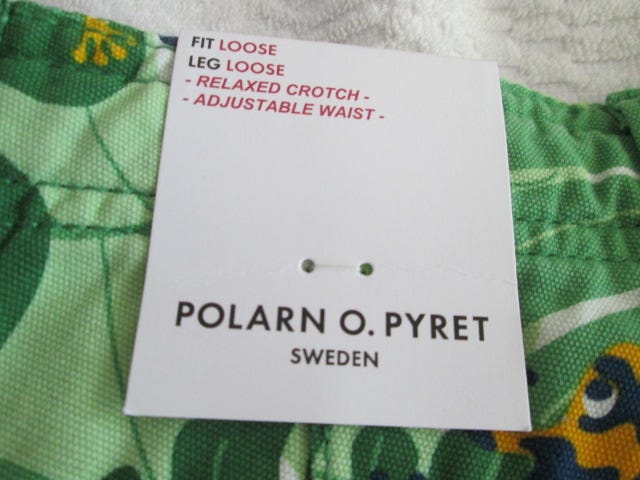 FIT LOOSE
LEG LOOSE
- RELAXED CROTCH -
- ADJUSTABLE WAIST -
POLARN O. PYRET
SWEDEN